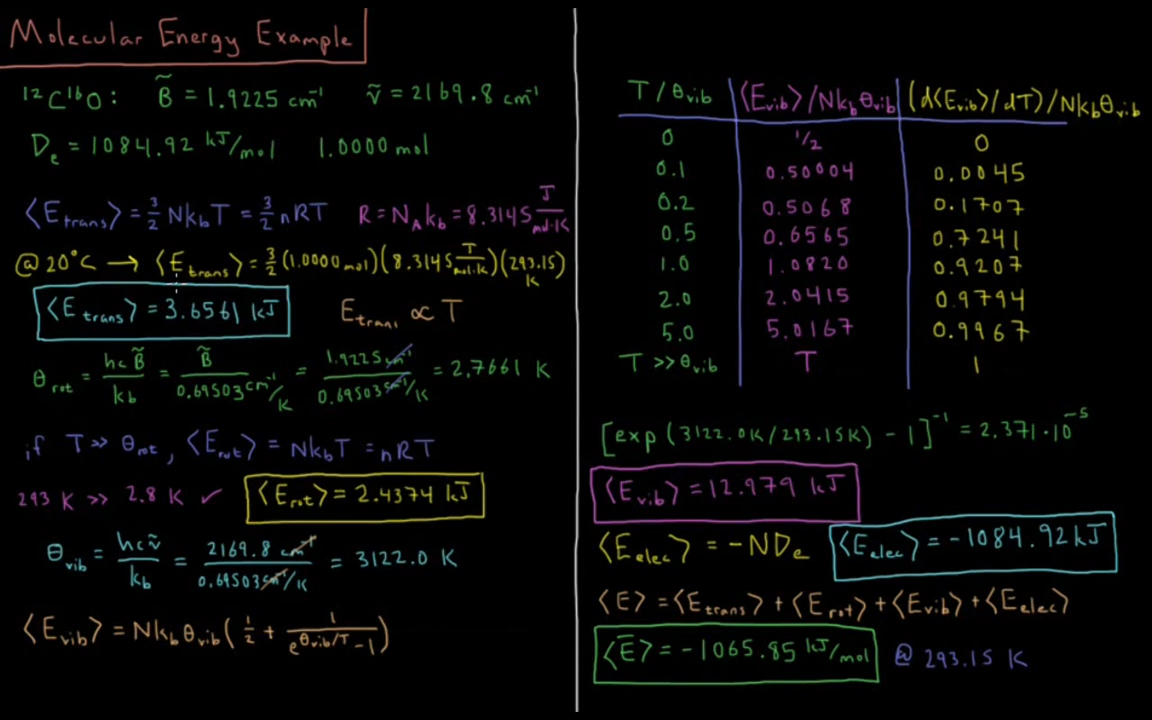 Molecular Energy Example
¹²C¹⁶O: B̃ = 1.9225 cm⁻¹ ṽ = 2169.8 cm⁻¹
Dₑ = 1084.92 kJ/mol 1.0000 mol
⟨E_trans⟩ = 3/2 Nk_bT = 3/2 nRT R = N_A k_b = 8.3145 J/mol·K
@ 20°C → ⟨E_trans⟩ = 3/2 (1.0000 mol)(8.3145 J/mol·K)(293.15) K
⟨E_trans⟩ = 3.6561 kJ E_trans ∝ T
θ_rot = hcB̃/k_b = B̃/0.69503 cm⁻¹/K = 1.9225 cm⁻¹/0.69503 cm⁻¹/K = 2.7661 K
if T >> θ_rot, ⟨E_rot⟩ = Nk_bT = nRT
293 K >> 2.8 K ✓ ⟨E_rot⟩ = 2.4374 kJ
θ_vib = hcṽ/k_b = 2169.8 cm⁻¹/0.69503 cm⁻¹/K = 3122.0 K
⟨E_vib⟩ = Nk_bθ_vib(1/2 + 1/(e^(θ_vib/T) - 1))
T/θ_vib ⟨E_vib⟩/Nk_bθ_vib (d⟨E_vib⟩/dT)/Nk_bθ_vib
0 1/2 0
0.1 0.50004 0.0045
0.2 0.5068 0.1707
0.5 0.6565 0.7241
1.0 1.0820 0.9207
2.0 2.0415 0.9794
5.0 5.0167 0.9967
T >> θ_vib T 1
[exp(3122.0K/293.15K) - 1]⁻¹ = 2.371·10⁻⁵
⟨E_vib⟩ = 12.979 kJ
⟨E_elec⟩ = -NDₑ ⟨E_elec⟩ = -1084.92 kJ
⟨E⟩ = ⟨E_trans⟩ + ⟨E_rot⟩ + ⟨E_vib⟩ + ⟨E_elec⟩
⟨E̅⟩ = -1065.85 kJ/mol @ 293.15 K